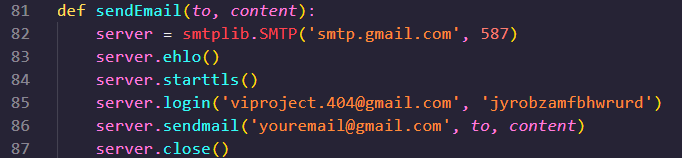 81 def sendEmail(to, content):
82     server = smtplib.SMTP('smtp.gmail.com', 587)
83     server.ehlo()
84     server.starttls()
85     server.login('viproject.404@gmail.com', 'jyrobzamfbhwrurd')
86     server.sendmail('youremail@gmail.com', to, content)
87     server.close()